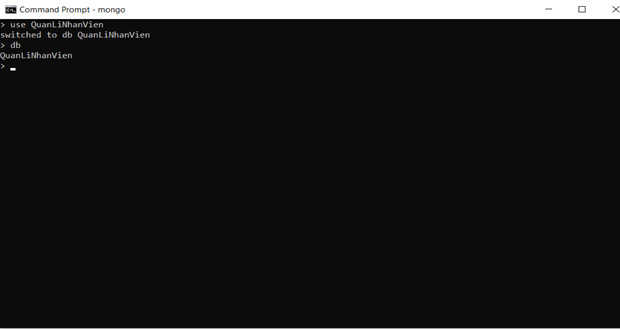 Command Prompt - mongo
> use QuanLiNhanVien
switched to db QuanLiNhanVien
> db
QuanLiNhanVien
>